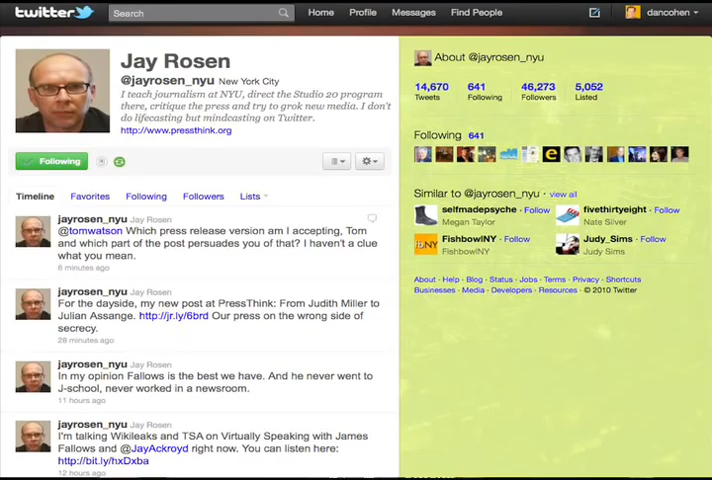 twitter
Search
Home Profile Messages Find People
dancohen
Jay Rosen
@jayrosen_nyu New York City
I teach journalism at NYU, direct the Studio 20 program
there, critique the press and try to grok new media. I don't
do lifecasting but mindcasting on Twitter.
http://www.pressthink.org
Following
Timeline Favorites Following Followers Lists
jayrosen_nyu Jay Rosen
@tomwatson Which press release version am I accepting, Tom
and which part of the post persuades you of that? I haven't a clue
what you mean.
6 minutes ago
jayrosen_nyu Jay Rosen
For the dayside, my new post at PressThink: From Judith Miller to
Julian Assange. http://jr.ly/6brd Our press on the wrong side of
secrecy.
28 minutes ago
jayrosen_nyu Jay Rosen
In my opinion Fallows is the best we have. And he never went to
J-school, never worked in a newsroom.
11 hours ago
jayrosen_nyu Jay Rosen
I'm talking Wikileaks and TSA on Virtually Speaking with James
Fallows and @JayAckroyd right now. You can listen here:
http://bit.ly/hxDxba
12 hours ago
About @jayrosen_nyu
14,670 641 46,273 5,052
Tweets Following Followers Listed
Following 641
Similar to @jayrosen_nyu · view all
selfmadepsyche · Follow
Megan Taylor
fivethirtyeight · Follow
Nate Silver
FishbowlNY · Follow
FishbowlNY
Judy_Sims · Follow
Judy Sims
About · Help · Blog · Status · Jobs · Terms · Privacy · Shortcuts
Businesses · Media · Developers · Resources · © 2010 Twitter